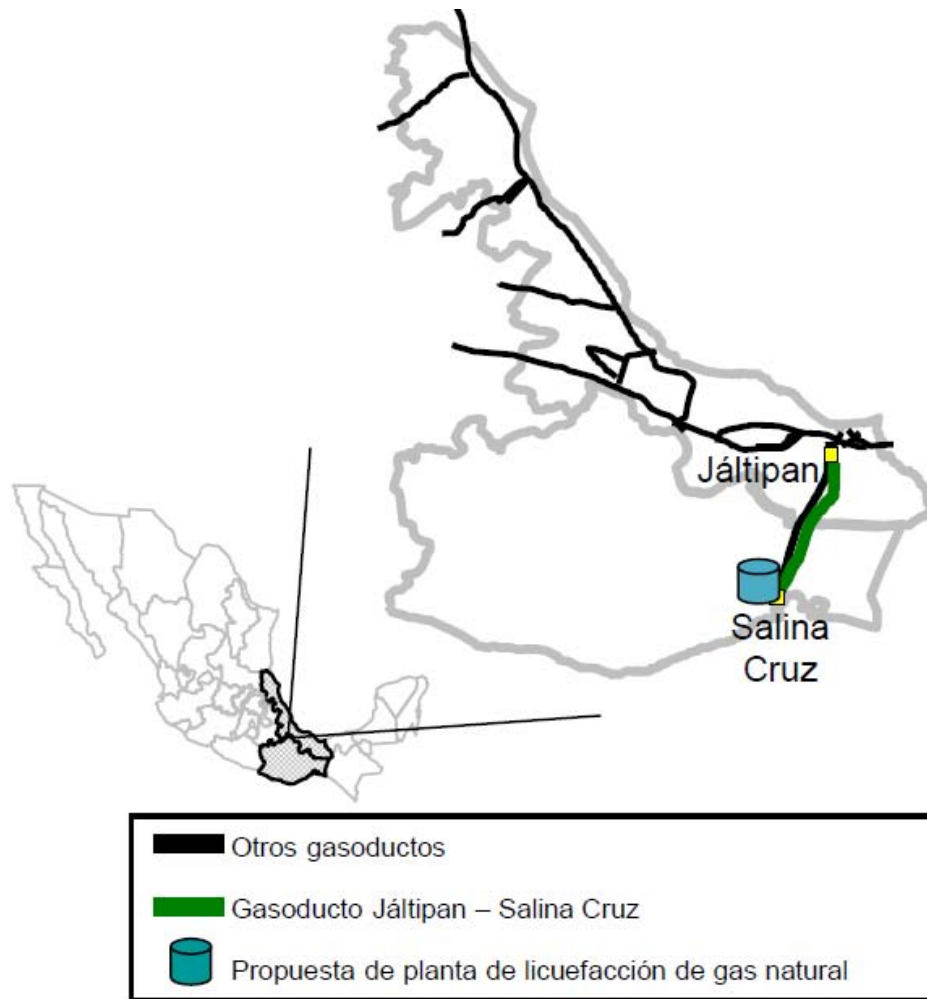 Jáltipan
Salina
Cruz
Otros gasoductos
Gasoducto Jáltipan – Salina Cruz
Propuesta de planta de licuefacción de gas natural